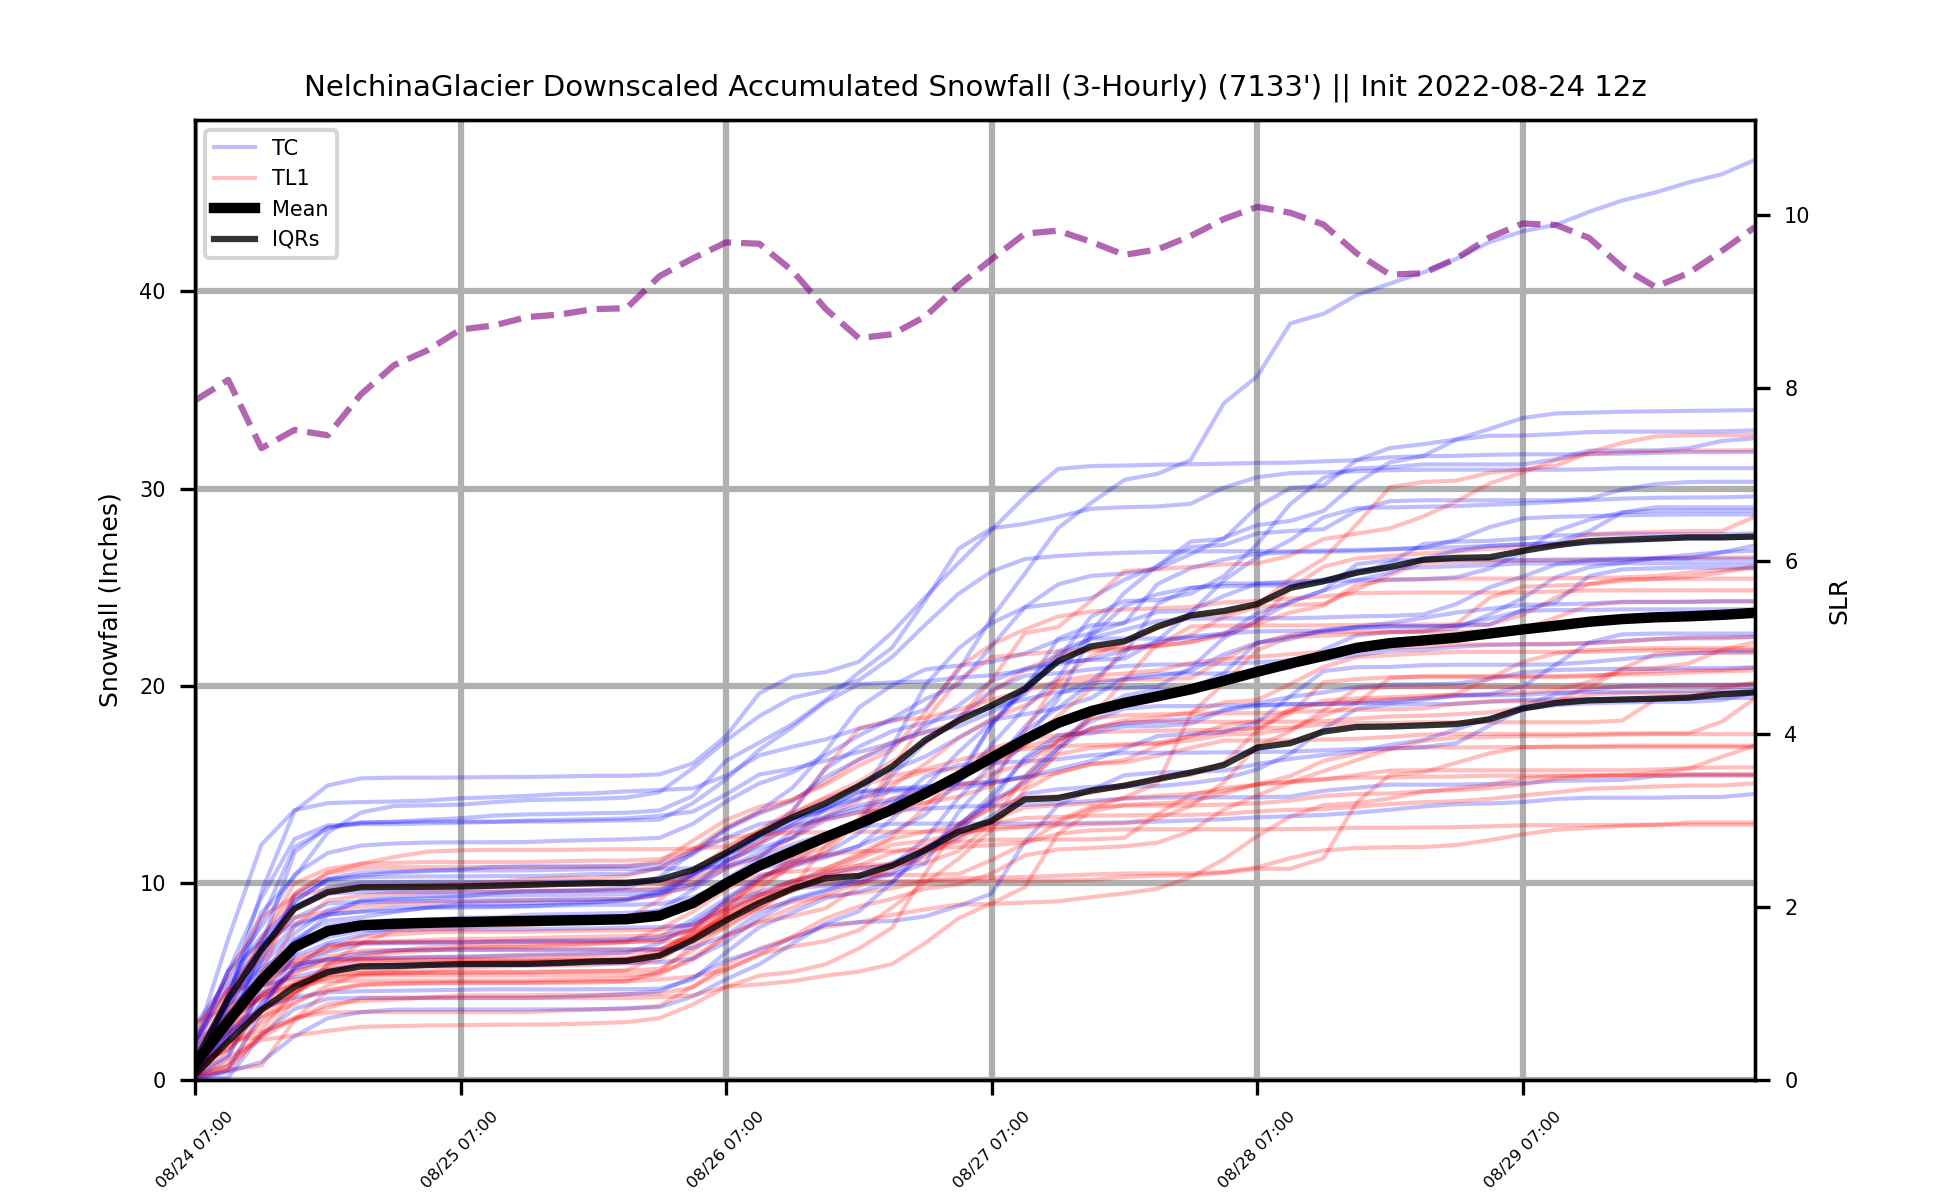 NelchinaGlacier Downscaled Accumulated Snowfall (3-Hourly) (7133') || Init 2022-08-24 12z
TC
TL1
Mean
IQRs
40
30
20
10
0
Snowfall (Inches)
10
8
6
4
2
0
SLR
08/24 07:00
08/25 07:00
08/26 07:00
08/27 07:00
08/28 07:00
08/29 07:00